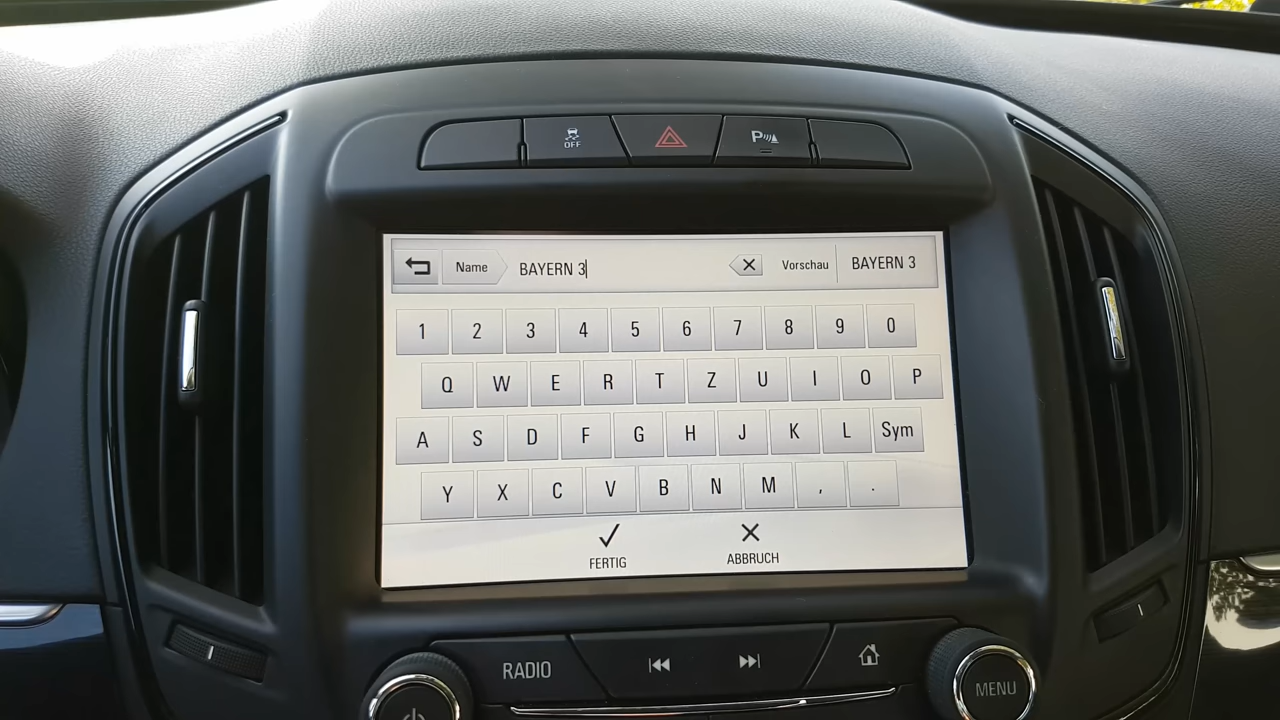 OFF
P
Name BAYERN 3 Vorschau BAYERN 3
1 2 3 4 5 6 7 8 9 0
Q W E R T Z U I O P
A S D F G H J K L Sym
Y X C V B N M , .
FERTIG ABBRUCH
RADIO
MENU